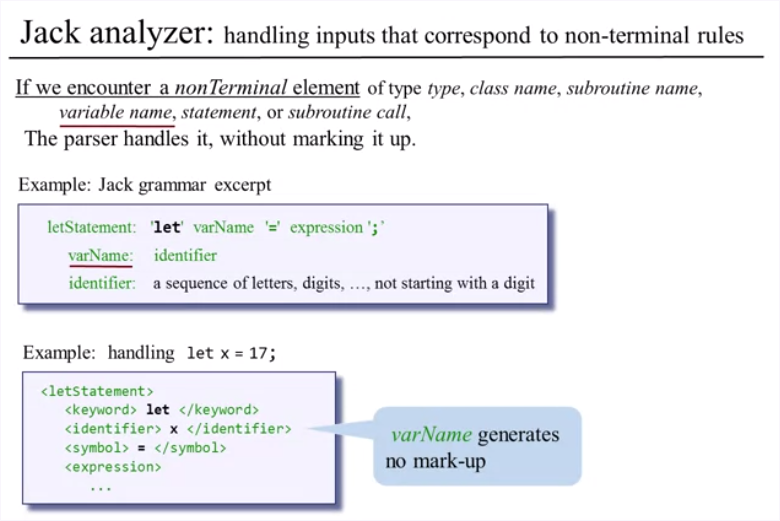 Jack analyzer: handling inputs that correspond to non-terminal rules
If we encounter a nonTerminal element of type type, class name, subroutine name,
variable name, statement, or subroutine call,
The parser handles it, without marking it up.
Example: Jack grammar excerpt
letStatement: 'let' varName '=' expression ';'
varName: identifier
identifier: a sequence of letters, digits, …, not starting with a digit
Example: handling let x = 17;
<letStatement>
<keyword> let </keyword>
<identifier> x </identifier>
<symbol> = </symbol>
<expression>
...
varName generates
no mark-up